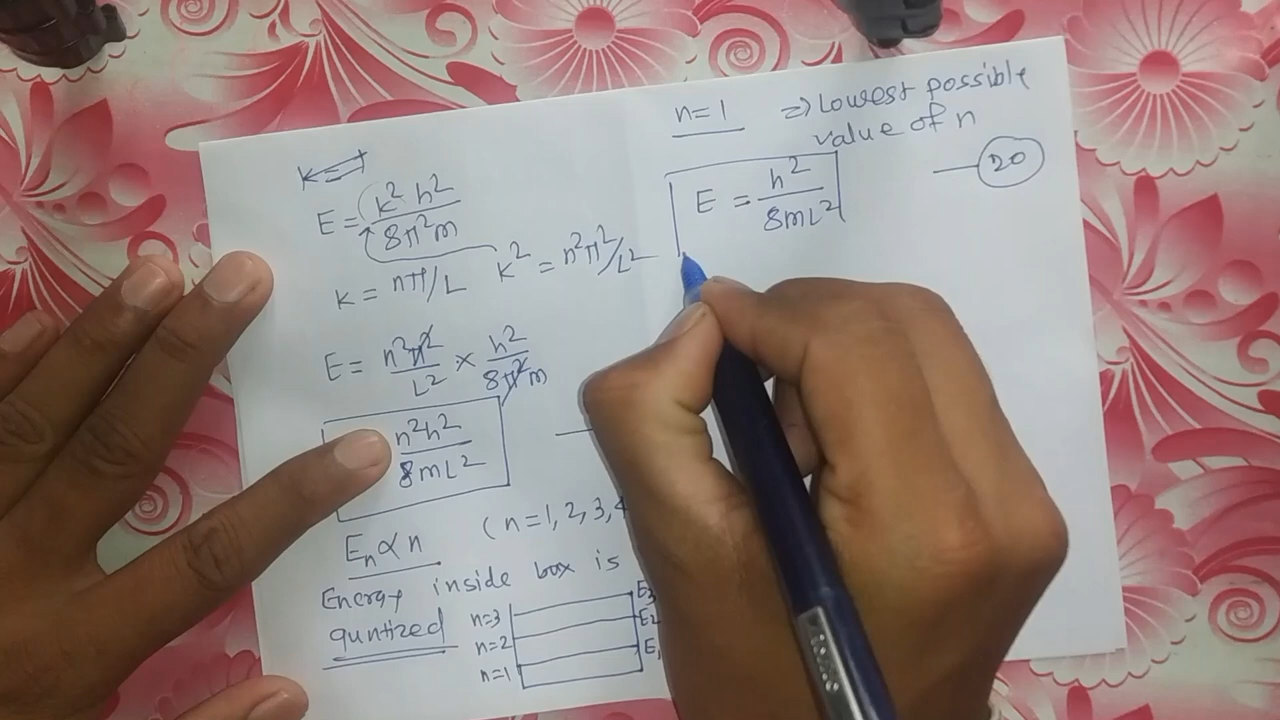 E = k² h² / 8π²m
k = nπ/L k² = n²π²/L²
E = n²π² / L² × h² / 8π²m
n²h² / 8mL²
Eₙ ∝ n (n=1,2,3,4
Energy inside box is
quntized
n=3 E3
n=2 E2
n=1 E1
n=1 ⇒ Lowest possible
value of n
E = h² / 8mL² — 20